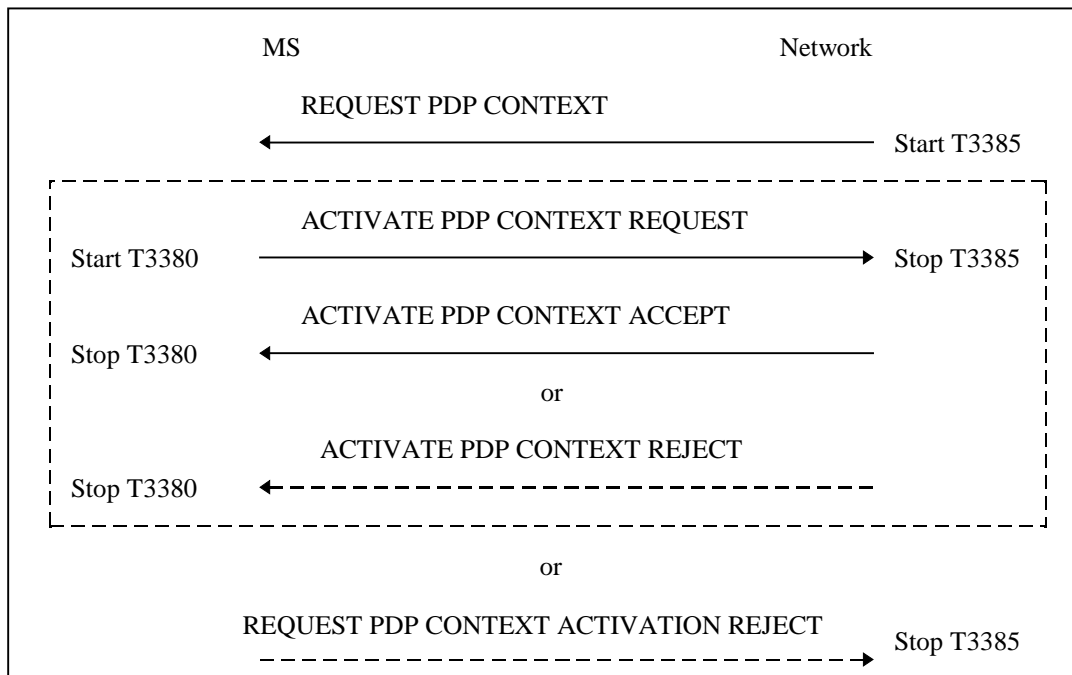 MS Network
REQUEST PDP CONTEXT
Start T3385
ACTIVATE PDP CONTEXT REQUEST
Start T3380 Stop T3385
ACTIVATE PDP CONTEXT ACCEPT
Stop T3380
or
ACTIVATE PDP CONTEXT REJECT
Stop T3380
or
REQUEST PDP CONTEXT ACTIVATION REJECT
Stop T3385